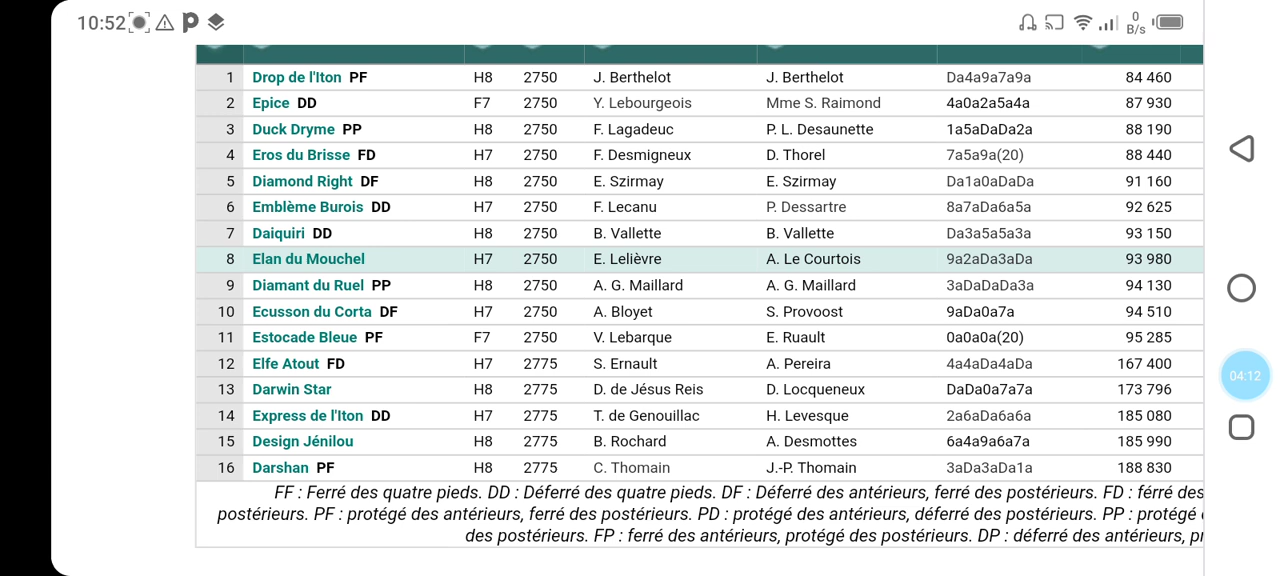 10:52 0 B/s
1 Drop de l'Iton PF H8 2750 J. Berthelot J. Berthelot Da4a9a7a9a 84 460
2 Epice DD F7 2750 Y. Lebourgeois Mme S. Raimond 4a0a2a5a4a 87 930
3 Duck Dryme PP H8 2750 F. Lagadeuc P. L. Desaunette 1a5aDaDa2a 88 190
4 Eros du Brisse FD H7 2750 F. Desmigneux D. Thorel 7a5a9a(20) 88 440
5 Diamond Right DF H8 2750 E. Szirmay E. Szirmay Da1a0aDaDa 91 160
6 Emblème Burois DD H7 2750 F. Lecanu P. Dessartre 8a7aDa6a5a 92 625
7 Daiquiri DD H8 2750 B. Vallette B. Vallette Da3a5a5a3a 93 150
8 Elan du Mouchel H7 2750 E. Lelièvre A. Le Courtois 9a2aDa3aDa 93 980
9 Diamant du Ruel PP H8 2750 A. G. Maillard A. G. Maillard 3aDaDaDa3a 94 130
10 Ecusson du Corta DF H7 2750 A. Bloyet S. Provoost 9aDa0a7a 94 510
11 Estocade Bleue PF F7 2750 V. Lebarque E. Ruault 0a0a0a(20) 95 285
12 Elfe Atout FD H7 2775 S. Ernault A. Pereira 4a4aDa4aDa 167 400
04:12
13 Darwin Star H8 2775 D. de Jésus Reis D. Locqueneux DaDa0a7a7a 173 796
14 Express de l'Iton DD H7 2775 T. de Genouillac H. Levesque 2a6aDa6a6a 185 080
15 Design Jénilou H8 2775 B. Rochard A. Desmottes 6a4a9a6a7a 185 990
16 Darshan PF H8 2775 C. Thomain J.-P. Thomain 3aDa3aDa1a 188 830
FF : Ferré des quatre pieds. DD : Déferré des quatre pieds. DF : Déferré des antérieurs, ferré des postérieurs. FD : férré des
postérieurs. PF : protégé des antérieurs, ferré des postérieurs. PD : protégé des antérieurs, déferré des postérieurs. PP : protégé
des postérieurs. FP : ferré des antérieurs, protégé des postérieurs. DP : déferré des antérieurs,